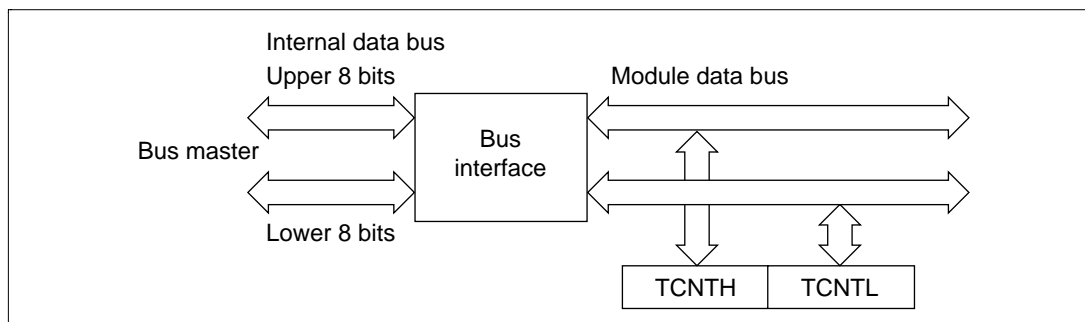 Internal data bus
Upper 8 bits
Module data bus
Bus
interface
Bus master
Lower 8 bits
TCNTH
TCNTL